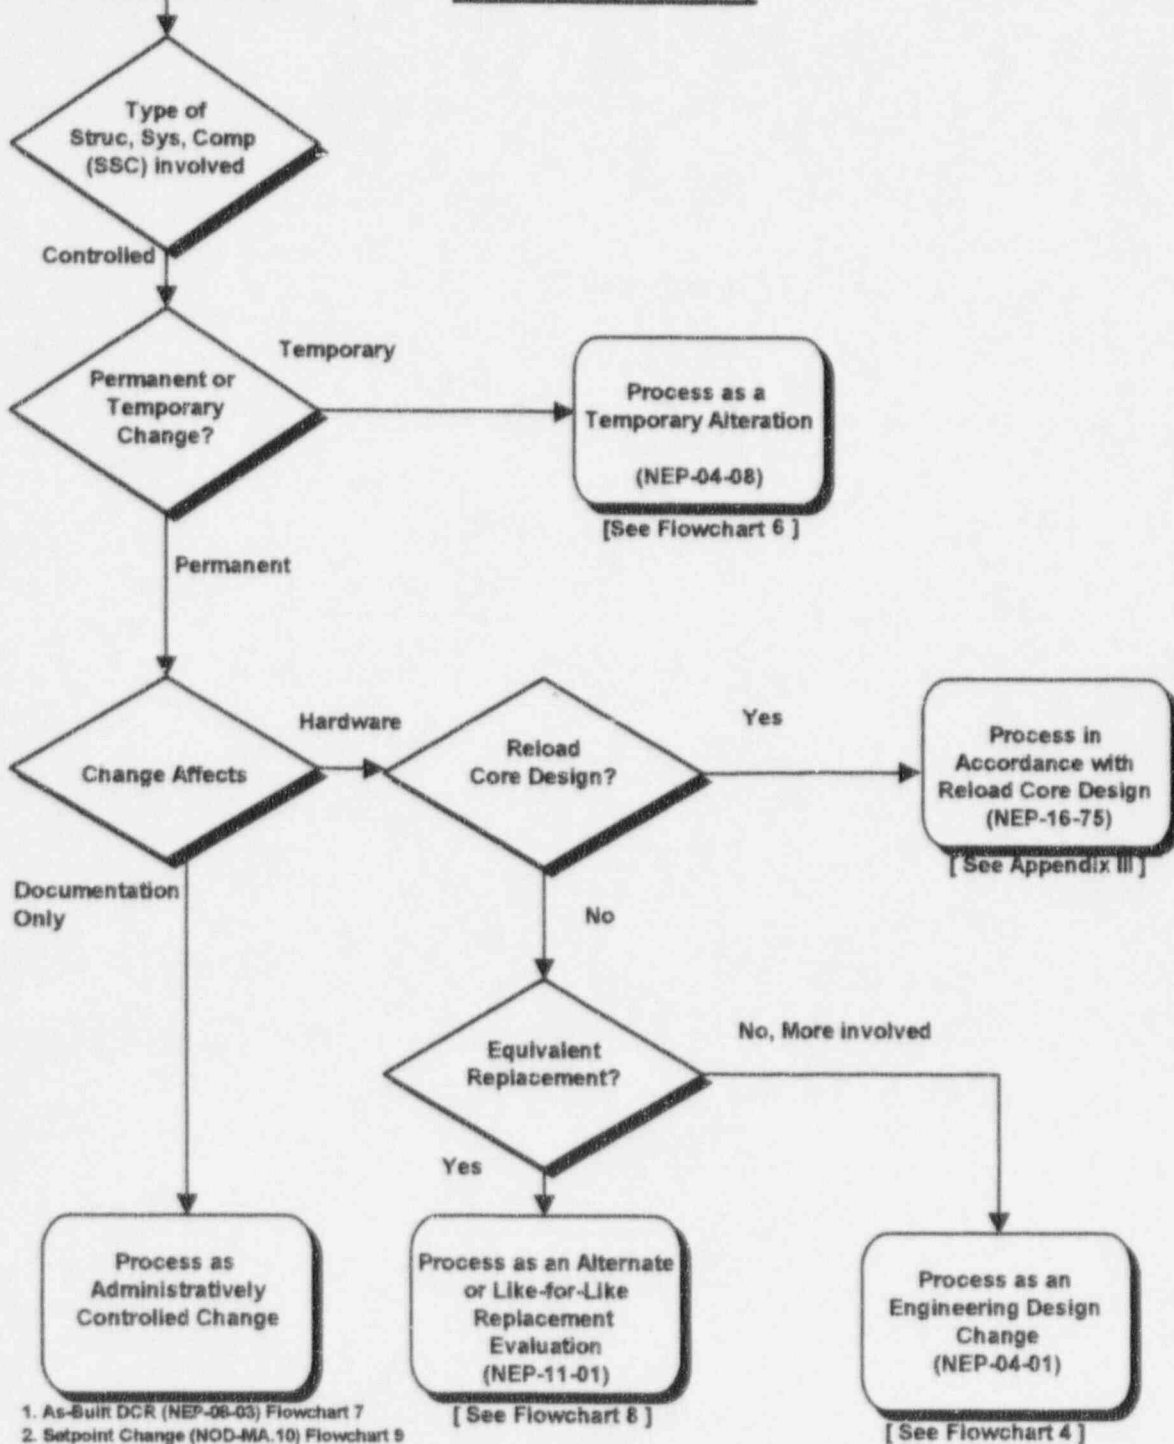 Type of
Struc, Sys, Comp
(SSC) involved
Controlled
Temporary
Permanent or
Temporary
Change?
Process as a
Temporary Alteration
(NEP-04-08)
[See Flowchart 6 ]
Permanent
Hardware
Change Affects
Reload
Core Design?
Yes
Process in
Accordance with
Reload Core Design
(NEP-16-75)
[ See Appendix III ]
Documentation
Only
No
Equivalent
Replacement?
No, More involved
Yes
Process as
Administratively
Controlled Change
Process as an Alternate
or Like-for-Like
Replacement
Evaluation
(NEP-11-01)
Process as an
Engineering Design
Change
(NEP-04-01)
1. As-Built DCR (NEP-08-03) Flowchart 7
2. Setpoint Change (NOD-MA.10) Flowchart 9
[ See Flowchart 8 ]
[ See Flowchart 4 ]